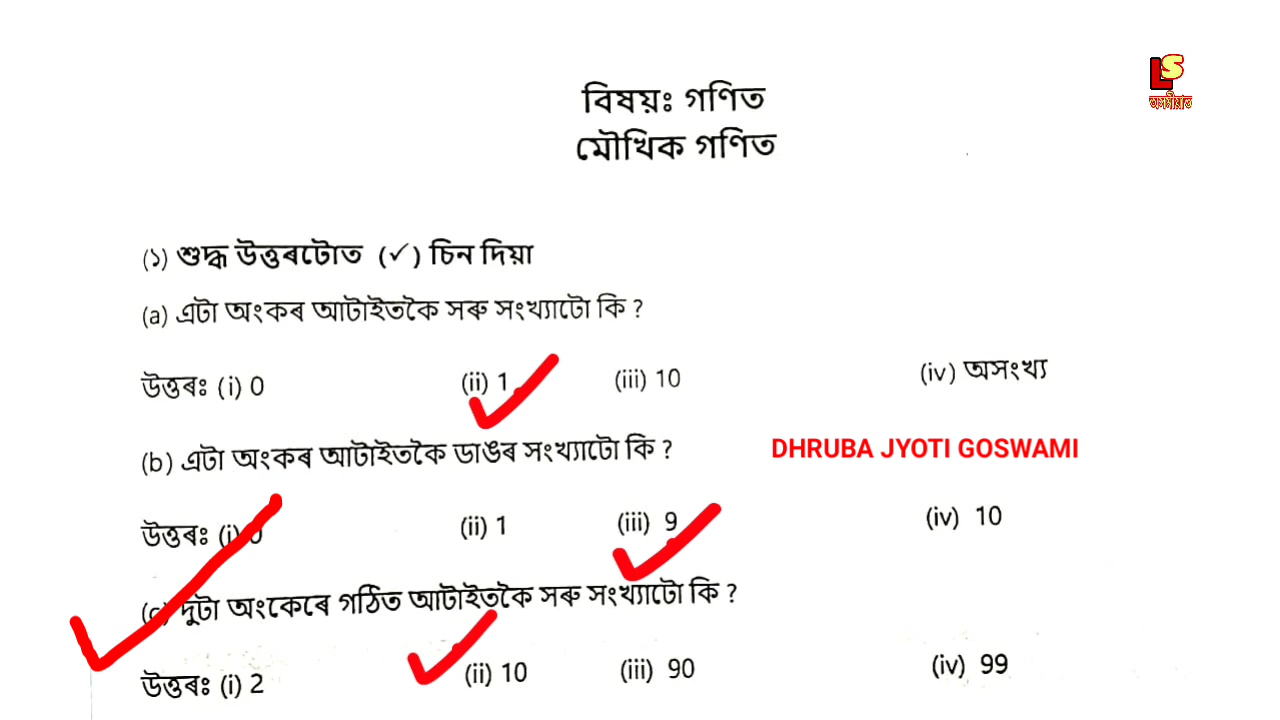 LS
অসমীয়াত
বিষয়ঃ গণিত
মৌখিক গণিত
(১) শুদ্ধ উত্তৰটোত (✓) চিন দিয়া
(a) এটা অংকৰ আটাইতকৈ সৰু সংখ্যাটো কি ?
উত্তৰঃ (i) 0 (ii) 1 (iii) 10 (iv) অসংখ্য
(b) এটা অংকৰ আটাইতকৈ ডাঙৰ সংখ্যাটো কি ?
DHRUBA JYOTI GOSWAMI
উত্তৰঃ (i) 0 (ii) 1 (iii) 9 (iv) 10
(c) দুটা অংকেৰে গঠিত আটাইতকৈ সৰু সংখ্যাটো কি ?
উত্তৰঃ (i) 2 (ii) 10 (iii) 90 (iv) 99